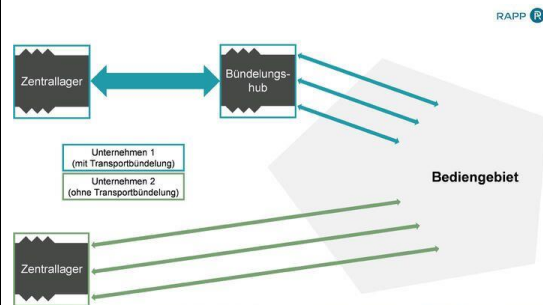 RAPP R
Zentrallager
Bündelungs-
hub
Unternehmen 1
(mit Transportbündelung)
Unternehmen 2
(ohne Transportbündelung)
Bediengebiet
Zentrallager